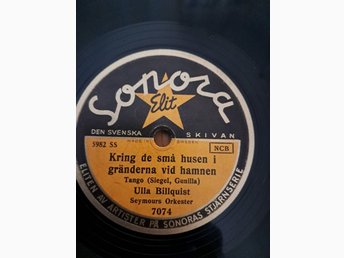 Sonora
Elit
DEN SVENSKA SKIVAN
MADE IN SWEDEN
5982 SS
NCB
Kring de små husen i
gränderna vid hamnen
Tango (Siegel, Gunilla)
Ulla Billquist
Seymours Orkester
7074
ELITEN AV ARTISTER PÅ SONORAS STJÄRNSERIE